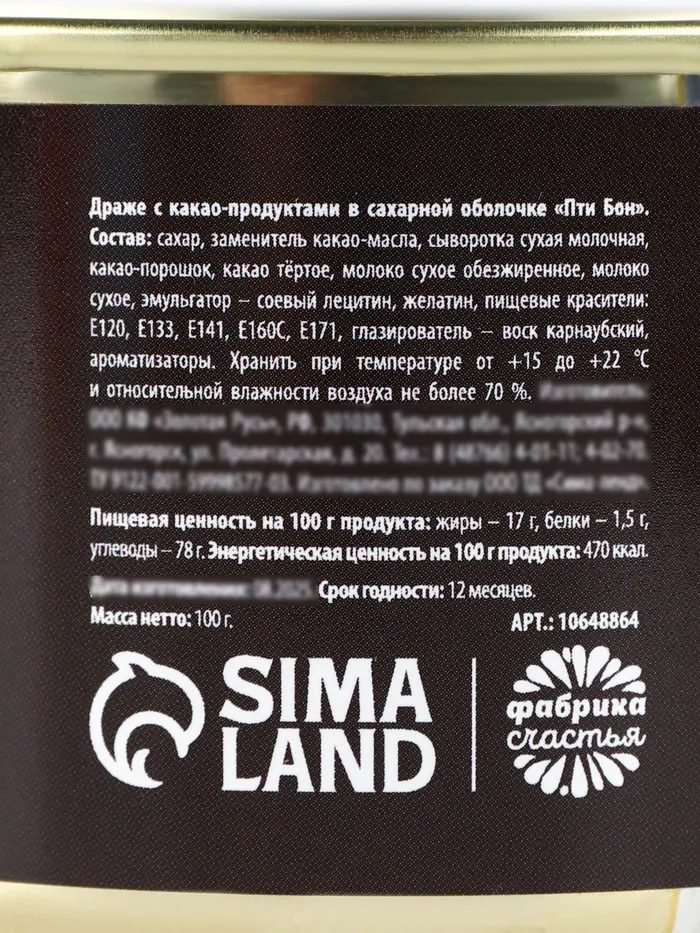 Драже с какао-продуктами в сахарной оболочке «Пти Бон».
Состав: сахар, заменитель какао-масла, сыворотка сухая молочная,
какао-порошок, какао тёртое, молоко сухое обезжиренное, молоко
сухое, эмульгатор – соевый лецитин, желатин, пищевые красители:
Е120, Е133, Е141, Е160С, Е171, глазирователь – воск карнаубский,
ароматизаторы. Хранить при температуре от +15 до +22 °С
и относительной влажности воздуха не более 70 %.
Пищевая ценность на 100 г продукта: жиры – 17 г, белки – 1,5 г,
углеводы – 78 г. Энергетическая ценность на 100 г продукта: 470 ккал.
Срок годности: 12 месяцев.
Масса нетто: 100 г.
АРТ.: 10648864
SIMA
LAND
фабрика
счастья